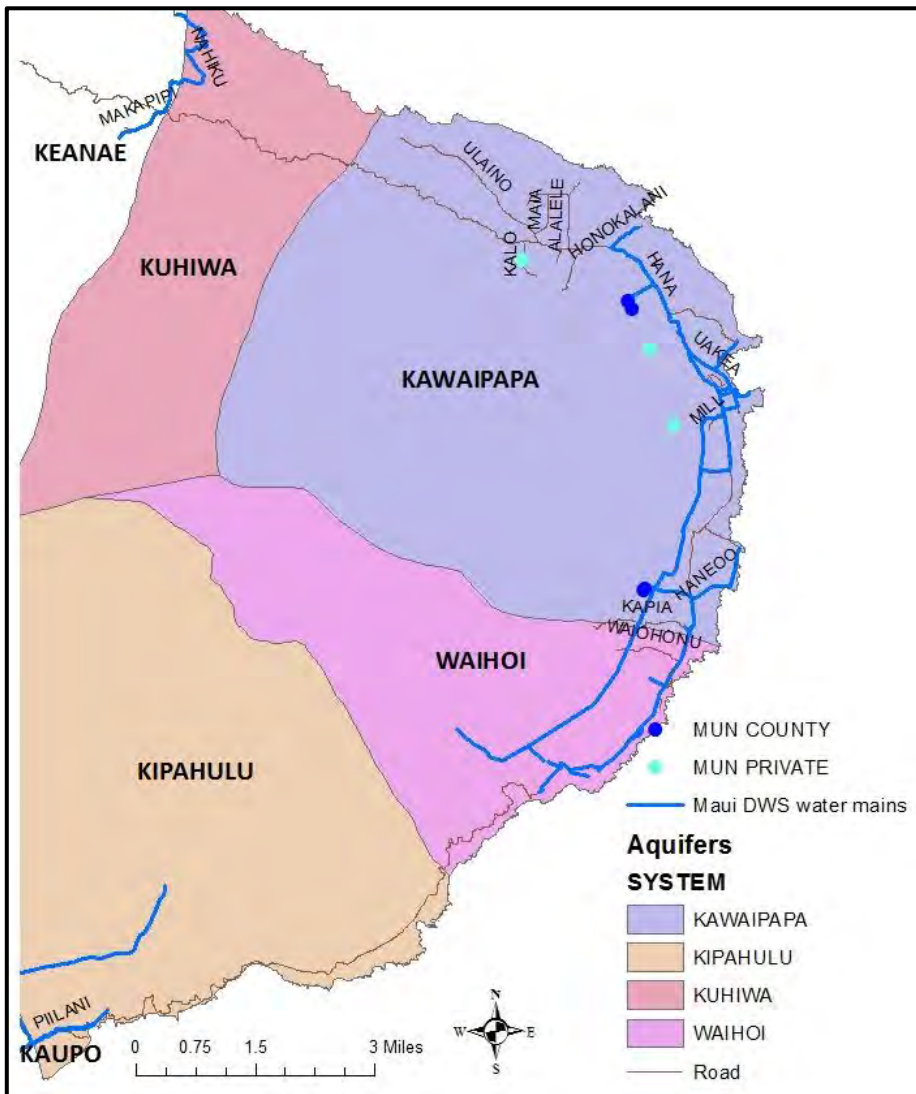 NAHIKU
MAKAPIPI
KEANAE
ULAINO
MAIA
ALALELE
HONOKALANI
KALO
KUHIWA
HANA
UAKEA
KAWAIPAPA
MILL
HANEOO
KAPIA
WAIOHONU
WAIHOI
KIPAHULU
PIILANI
KAUPO
0 0.75 1.5 3 Miles
N
W E
S
MUN COUNTY
MUN PRIVATE
Maui DWS water mains
Aquifers
SYSTEM
KAWAIPAPA
KIPAHULU
KUHIWA
WAIHOI
Road